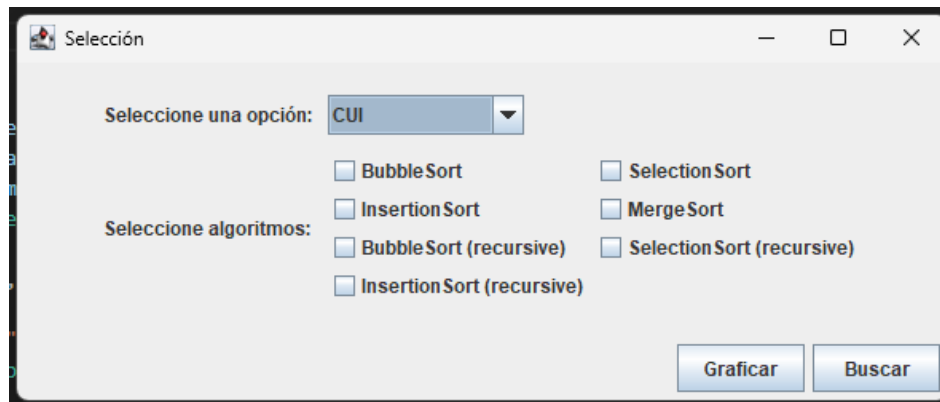 Selección
Seleccione una opción: CUI
BubbleSort SelectionSort
InsertionSort MergeSort
Seleccione algoritmos:
BubbleSort (recursive) SelectionSort (recursive)
InsertionSort (recursive)
Graficar Buscar